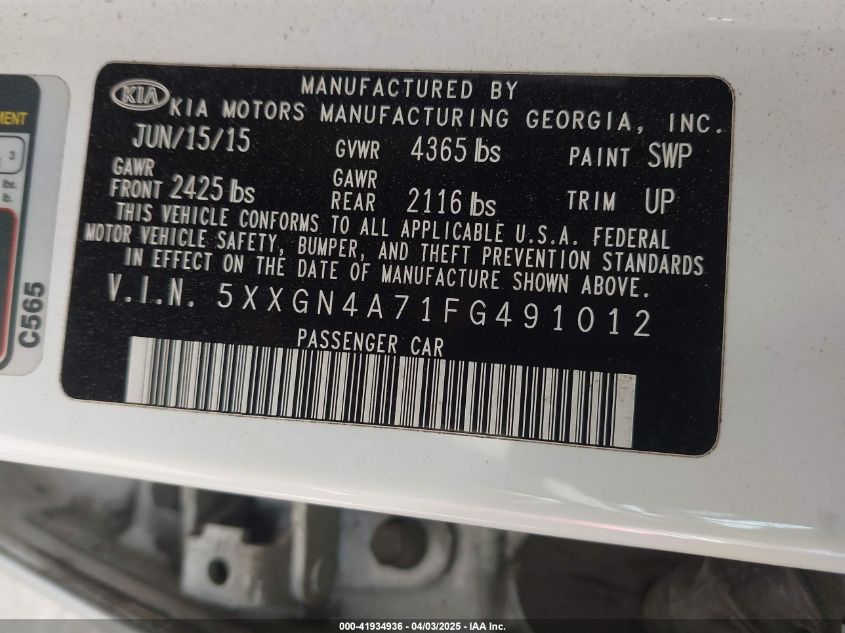 MANUFACTURED BY
KIA KIA MOTORS MANUFACTURING GEORGIA, INC.
JUN/15/15 GVWR 4365 lbs PAINT SWP
GAWR FRONT 2425 lbs GAWR REAR 2116 lbs TRIM UP
THIS VEHICLE CONFORMS TO ALL APPLICABLE U.S.A. FEDERAL
MOTOR VEHICLE SAFETY, BUMPER, AND THEFT PREVENTION STANDARDS
IN EFFECT ON THE DATE OF MANUFACTURE SHOWN ABOVE.
V.I.N. 5XXGN4A71FG491012
PASSENGER CAR
3
lbs.
lb.
C565
000-41934936 - 04/03/2025 - IAA Inc.